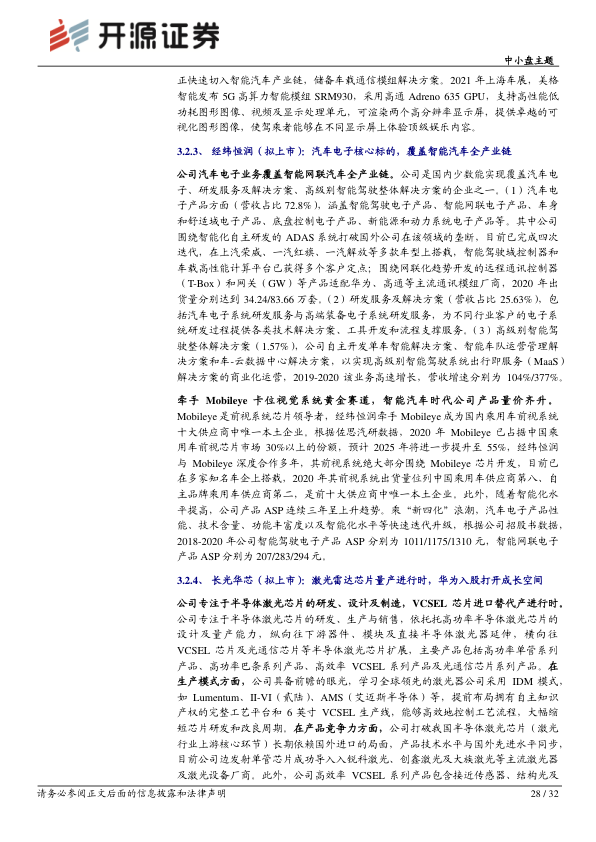 开源证券
中小盘主题
正快速切入智能汽车产业链，储备车载通信模组解决方案。2021 年上海车展，美格
智能发布 5G 高算力智能模组 SRM930，采用高通 Adreno 635 GPU，支持高性能低
功耗图形图像、视频及显示处理单元，可渲染两个高分辨率显示屏，提供卓越的可
视化图形图像，使驾乘者能够在不同显示屏上体验顶级娱乐内容。
3.2.3、 经纬恒润（拟上市）：汽车电子核心标的，覆盖智能汽车全产业链
公司汽车电子业务覆盖智能网联汽车全产业链。公司是国内少数能实现覆盖汽车电
子、研发服务及解决方案、高级别智能驾驶整体解决方案的企业之一。（1）汽车电
子产品方面（营收占比 72.8%），涵盖智能驾驶电子产品、智能网联电子产品、车身
和舒适域电子产品、底盘控制电子产品、新能源和动力系统电子产品等。其中公司
围绕智能化自主研发的 ADAS 系统打破国外公司在该领域的垄断，目前已完成四次
迭代，在上汽荣威、一汽红旗、一汽解放等多款车型上搭载，智能驾驶域控制器和
车载高性能计算平台已获得多个客户定点；围绕网联化趋势开发的远程通讯控制器
（T-Box）和网关（GW）等产品适配华为、高通等主流通讯模组厂商，2020 年出
货量分别达到 34.24/83.66 万套。（2）研发服务及解决方案（营收占比 25.63%），包
括汽车电子系统研发服务与高端装备电子系统研发服务，为不同行业客户的电子系
统研发过程提供各类技术解决方案、工具开发和流程支撑服务。（3）高级别智能驾
驶整体解决方案（1.57%），公司自主开发单车智能解决方案、智能车队运营管理解
决方案和车-云数据中心解决方案，以实现高级别智能驾驶系统出行即服务（MaaS）
解决方案的商业化运营，2019-2020 该业务高速增长，营收增速分别为 104%/377%。
牵手 Mobileye 卡位视觉系统黄金赛道，智能汽车时代公司产品量价齐升。
Mobileye 是前视系统芯片领导者，经纬恒润牵手 Mobileye 成为国内乘用车前视系统
十大供应商中唯一本土企业。根据佐思汽研数据，2020 年 Mobileye 已占据中国乘
用车前视芯片市场 30%以上的份额，预计 2025 年将进一步提升至 55%，经纬恒润
与 Mobileye 深度合作多年，其前视系统绝大部分围绕 Mobileye 芯片开发，目前已
在多家知名车企上搭载，2020 年其前视系统出货量位列中国乘用车供应商第八、自
主品牌乘用车供应商第二，是前十大供应商中唯一本土企业。此外，随着智能化水
平提高，公司产品 ASP 连续三年呈上升趋势。乘“新四化”浪潮，汽车电子产品性
能、技术含量、功能丰富度以及智能化水平等快速迭代升级，根据公司招股书数据，
2018-2020 年公司智能驾驶电子产品 ASP 分别为 1011/1175/1310 元，智能网联电子
产品 ASP 分别为 207/283/294 元。
3.2.4、 长光华芯（拟上市）：激光雷达芯片量产进行时，华为入股打开成长空间
公司专注于半导体激光芯片的研发、设计及制造，VCSEL 芯片进口替代产进行时。
公司专注于半导体激光芯片的研发、生产与销售，依托托高功率半导体激光芯片的
设计及量产能力，纵向往下游器件、模块及直接半导体激光器延伸，横向往
VCSEL 芯片及光通信芯片等半导体激光芯片扩展，主要产品包括高功率单管系列
产品、高功率巴条系列产品、高效率 VCSEL 系列产品及光通信芯片系列产品。在
生产模式方面，公司具备前瞻的眼光，学习全球领先的激光器公司采用 IDM 模式，
如 Lumentum、II-VI（贰陆）、AMS（艾迈斯半导体）等，提前布局拥有自主知识
产权的完整工艺平台和 6 英寸 VCSEL 生产线，能够高效地控制工艺流程，大幅缩
短芯片研发和改良周期。在产品竞争力方面，公司打破我国半导体激光芯片（激光
行业上游核心环节）长期依赖国外进口的局面、产品技术水平与国外先进水平同步，
目前公司边发射单管芯片成功导入入锐科激光、创鑫激光及大族激光等主流激光器
及激光设备厂商。此外，公司高效率 VCSEL 系列产品包含接近传感器、结构光及
请务必参阅正文后面的信息披露和法律声明
28 / 32